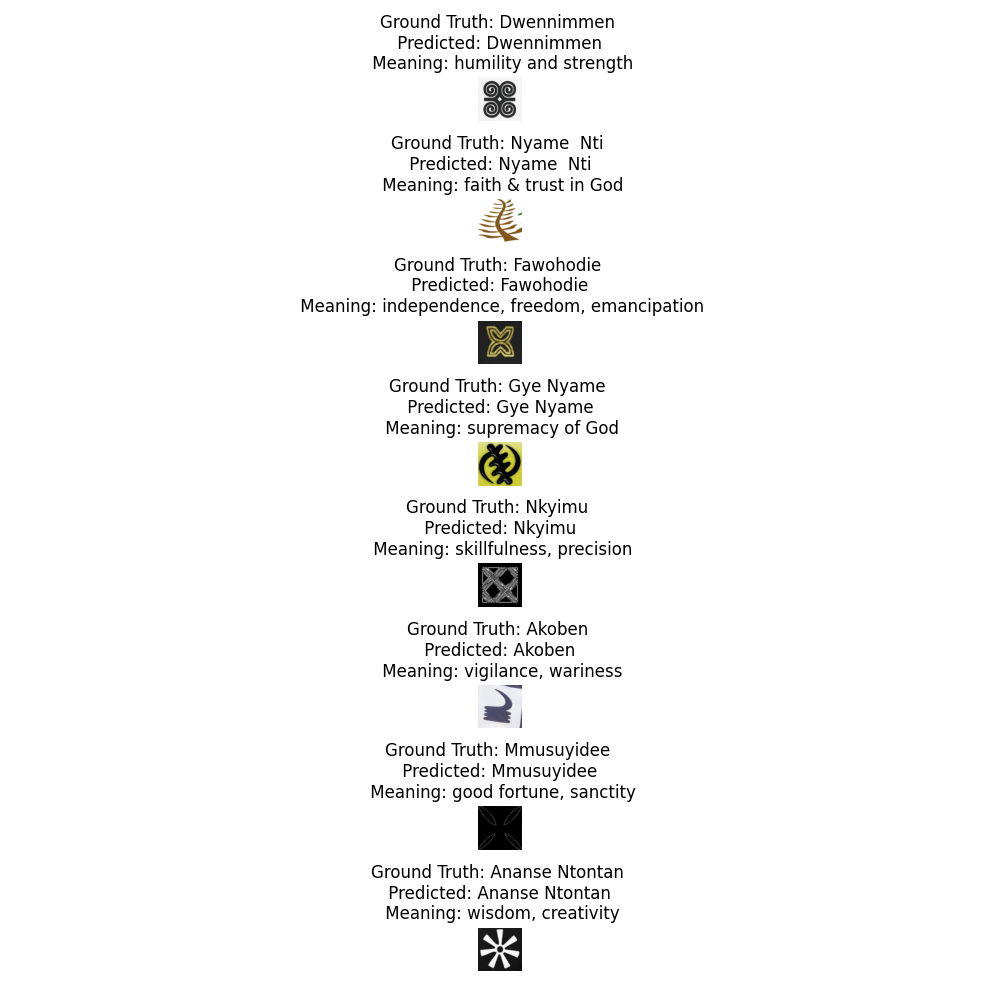 Ground Truth: Dwennimmen
Predicted: Dwennimmen
Meaning: humility and strength
Ground Truth: Nyame  Nti
Predicted: Nyame  Nti
Meaning: faith & trust in God
Ground Truth: Fawohodie
Predicted: Fawohodie
Meaning: independence, freedom, emancipation
Ground Truth: Gye Nyame
Predicted: Gye Nyame
Meaning: supremacy of God
Ground Truth: Nkyimu
Predicted: Nkyimu
Meaning: skillfulness, precision
Ground Truth: Akoben
Predicted: Akoben
Meaning: vigilance, wariness
Ground Truth: Mmusuyidee
Predicted: Mmusuyidee
Meaning: good fortune, sanctity
Ground Truth: Ananse Ntontan
Predicted: Ananse Ntontan
Meaning: wisdom, creativity